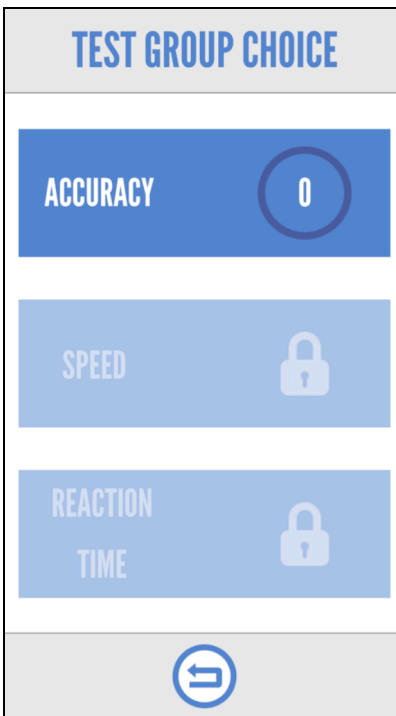 TEST GROUP CHOICE
ACCURACY 0
SPEED
REACTION
TIME